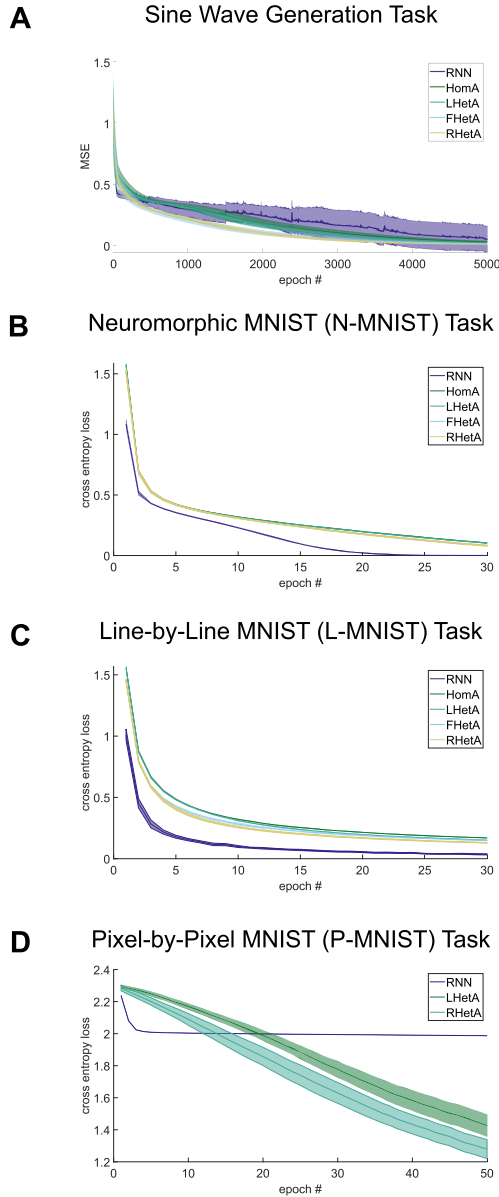 A
Sine Wave Generation Task
1.5
1
0.5
0
MSE
0 1000 2000 3000 4000 5000
epoch #
RNN
HomA
LHetA
FHetA
RHetA
B
Neuromorphic MNIST (N-MNIST) Task
1.5
1
0.5
0
cross entropy loss
0 5 10 15 20 25 30
epoch #
RNN
HomA
LHetA
FHetA
RHetA
C
Line-by-Line MNIST (L-MNIST) Task
1.5
1
0.5
0
cross entropy loss
0 5 10 15 20 25 30
epoch #
RNN
HomA
LHetA
FHetA
RHetA
D
Pixel-by-Pixel MNIST (P-MNIST) Task
2.4
2.2
2
1.8
1.6
1.4
1.2
cross entropy loss
0 10 20 30 40 50
epoch #
RNN
LHetA
RHetA